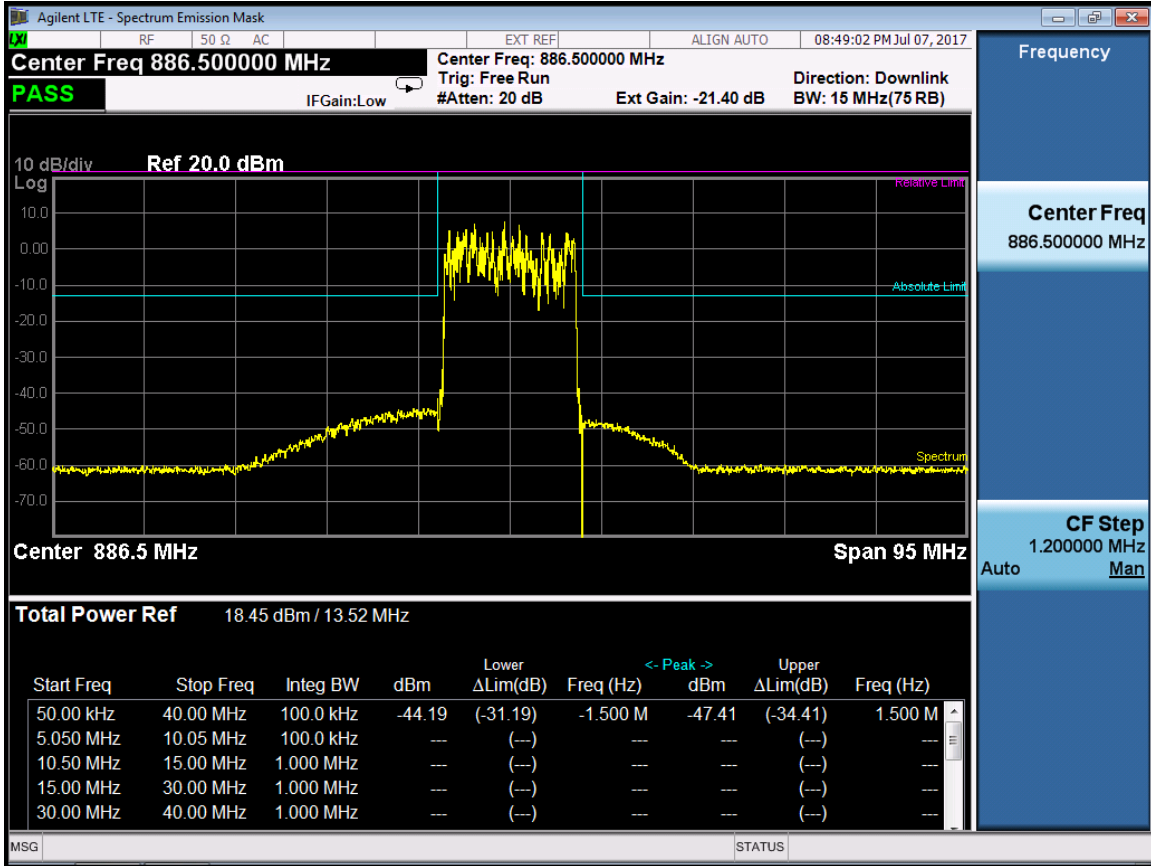 Agilent LTE - Spectrum Emission Mask
LXI RF 50 Ω AC EXT REF ALIGN AUTO 08:49:02 PM Jul 07, 2017
Center Freq 886.500000 MHz
Center Freq: 886.500000 MHz
Trig: Free Run
Direction: Downlink
PASS
IFGain:Low
#Atten: 20 dB
Ext Gain: -21.40 dB
BW: 15 MHz(75 RB)
10 dB/div
Ref 20.0 dBm
Log
Relative Limit
10.0
0.00
-10.0
Absolute Limit
-20.0
-30.0
-40.0
-50.0
-60.0
Spectrum
-70.0
Center 886.5 MHz
Span 95 MHz
Total Power Ref 18.45 dBm / 13.52 MHz
Lower <- Peak -> Upper
Start Freq Stop Freq Integ BW dBm ΔLim(dB) Freq (Hz) dBm ΔLim(dB) Freq (Hz)
50.00 kHz 40.00 MHz 100.0 kHz -44.19 (-31.19) -1.500 M -47.41 (-34.41) 1.500 M
5.050 MHz 10.05 MHz 100.0 kHz --- (---) --- --- (---) ---
10.50 MHz 15.00 MHz 1.000 MHz --- (---) --- --- (---) ---
15.00 MHz 30.00 MHz 1.000 MHz --- (---) --- --- (---) ---
30.00 MHz 40.00 MHz 1.000 MHz --- (---) --- --- (---) ---
MSG
STATUS
Frequency
Center Freq
886.500000 MHz
CF Step
1.200000 MHz
Auto Man